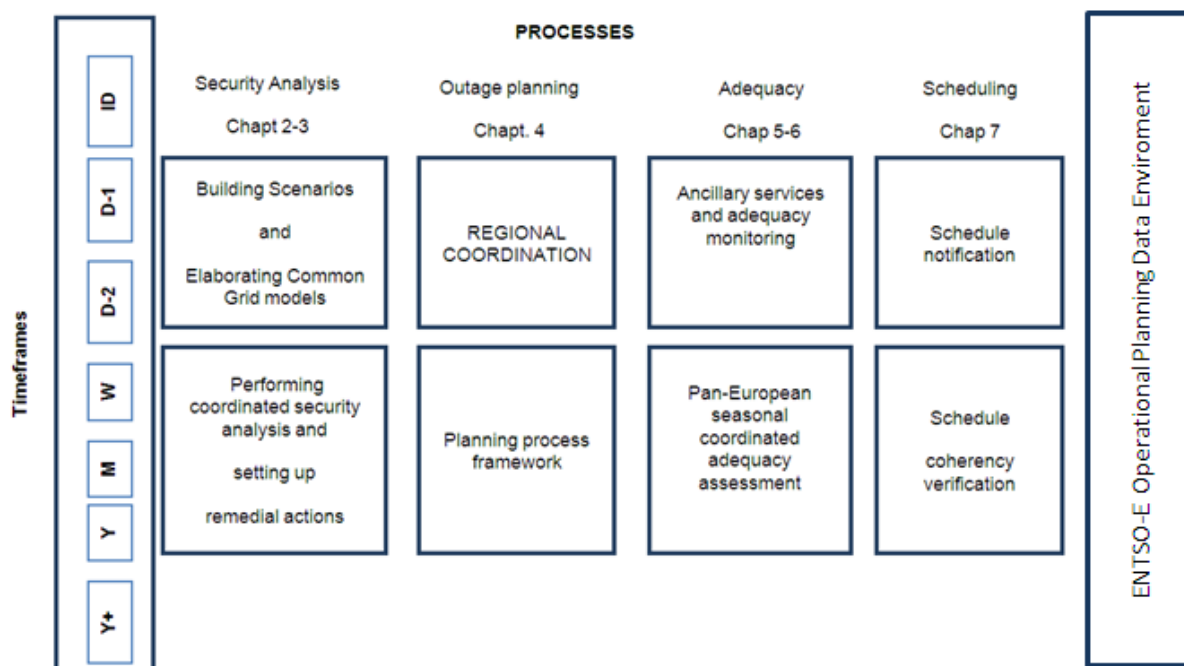 PROCESSES
Timeframes
ID
D-1
D-2
W
M
Y
Y+
Security Analysis
Chapt 2-3
Outage planning
Chapt. 4
Adequacy
Chap 5-6
Scheduling
Chap 7
Building Scenarios
and
Elaborating Common
Grid models
REGIONAL
COORDINATION
Ancillary services
and adequacy
monitoring
Schedule
notification
Performing
coordinated security
analysis and
setting up
remedial actions
Planning process
framework
Pan-European
seasonal
coordinated
adequacy
assessment
Schedule
coherency
verification
ENTSO-E Operational Planning Data Enviroment